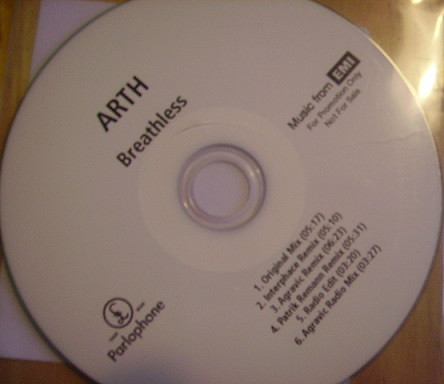 ARTH
Breathless
Music from EMI
For Promotion Only
Not For Sale
1. Original Mix (05:17)
2. Interphace Remix (05:10)
3. Agravic Remix (06:23)
4. Patrik Remann Remix (05:31)
5. Radio Edit (03:20)
6. Agravic Radio Mix (03:27)
£
Parlophone